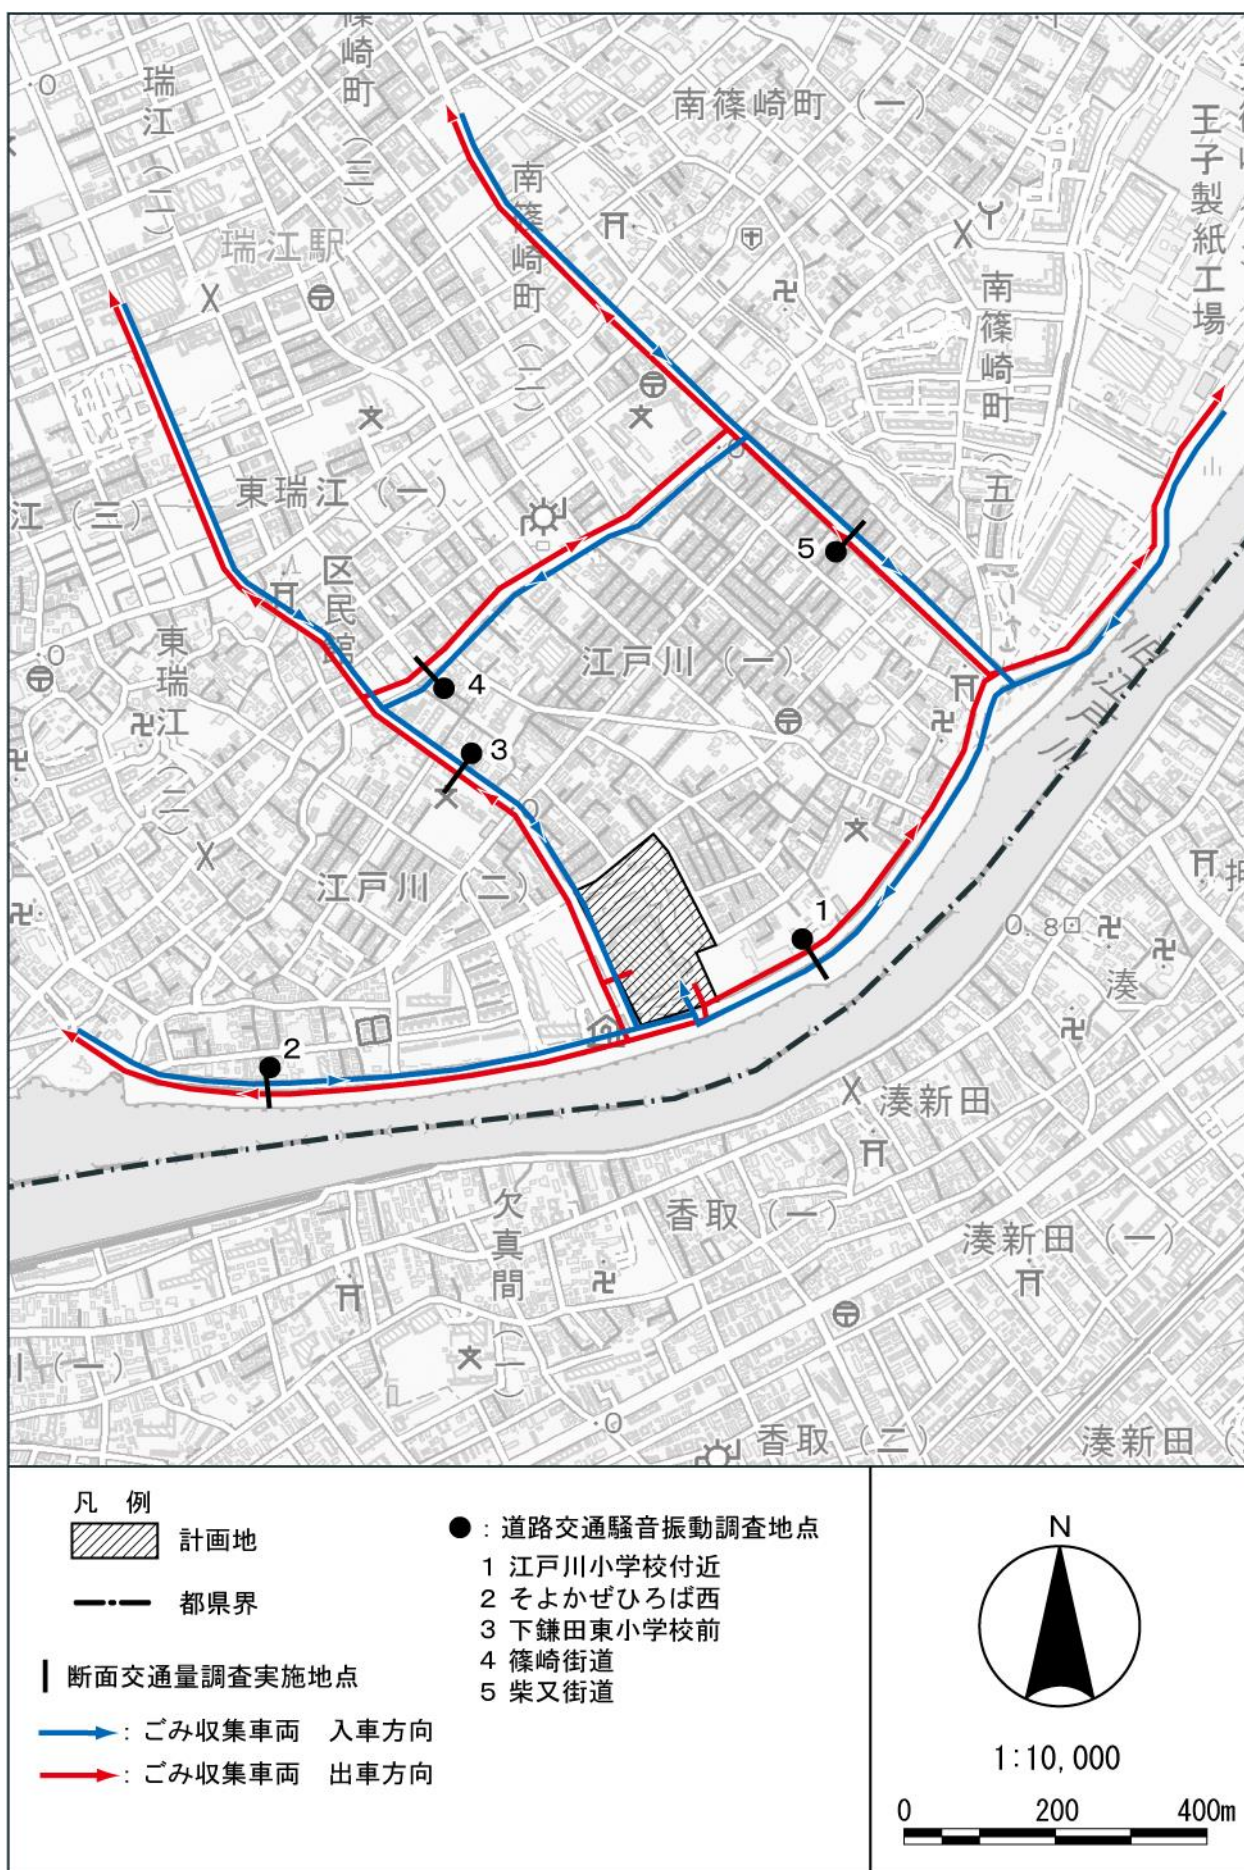 篠崎町(三)
瑞江(二)
南篠崎町(一)
王子製紙工場
南篠崎町(二)
瑞江駅
南篠崎町(五)
東瑞江(一)
江(三)
区民館
5
江戸川(一)
旧江戸川
東瑞江(二)
4
3
江戸川(二)
1
0.8
湊
2
湊新田
香取(一)
欠真間(一)
湊新田(一)
川(一)
香取(二)
湊新田(
凡 例
計画地
都県界
断面交通量調査実施地点
:ごみ収集車両 入車方向
:ごみ収集車両 出車方向
:道路交通騒音振動調査地点
1 江戸川小学校付近
2 そよかぜひろば西
3 下鎌田東小学校前
4 篠崎街道
5 柴又街道
N
1:10,000
0 200 400m